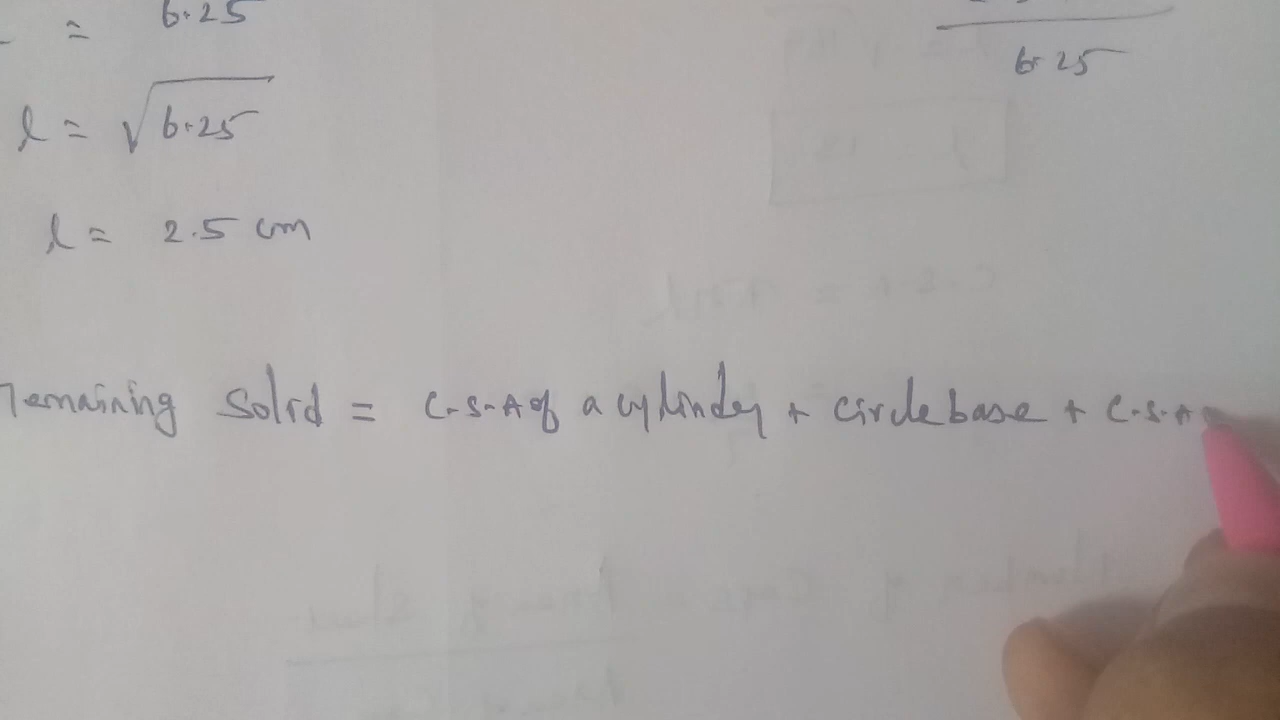 = 6.25
6.25
l = √6.25
l = 2.5 cm
remaining solid = C.S.A of a cylinder + circle base + C.S.A